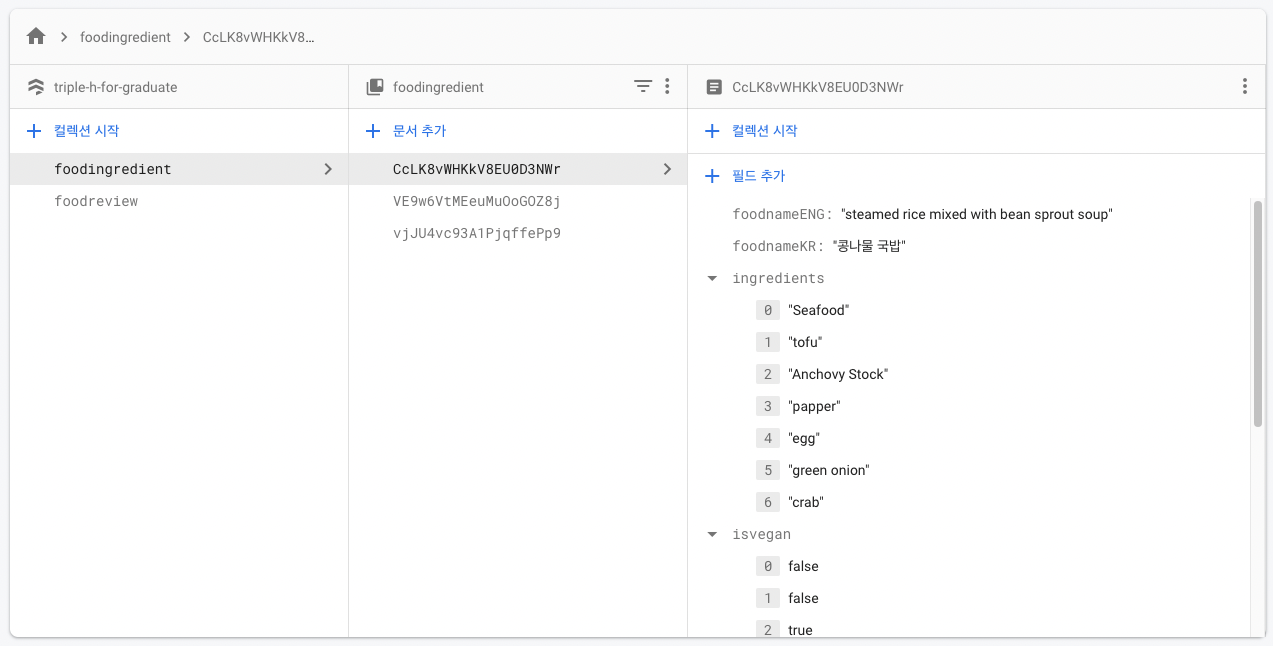 foodingredient > CcLK8vWHKkV8...
triple-h-for-graduate
컬렉션 시작
foodingredient
foodreview
foodingredient
문서 추가
CcLK8vWHKkV8EU0D3NWr
VE9w6VtMEeuMuOoGOZ8j
vjJU4vc93A1PjqffePp9
CcLK8vWHKkV8EU0D3NWr
컬렉션 시작
필드 추가
foodnameENG: "steamed rice mixed with bean sprout soup"
foodnameKR: "콩나물 국밥"
ingredients
0 "Seafood"
1 "tofu"
2 "Anchovy Stock"
3 "papper"
4 "egg"
5 "green onion"
6 "crab"
isvegan
0 false
1 false
2 true